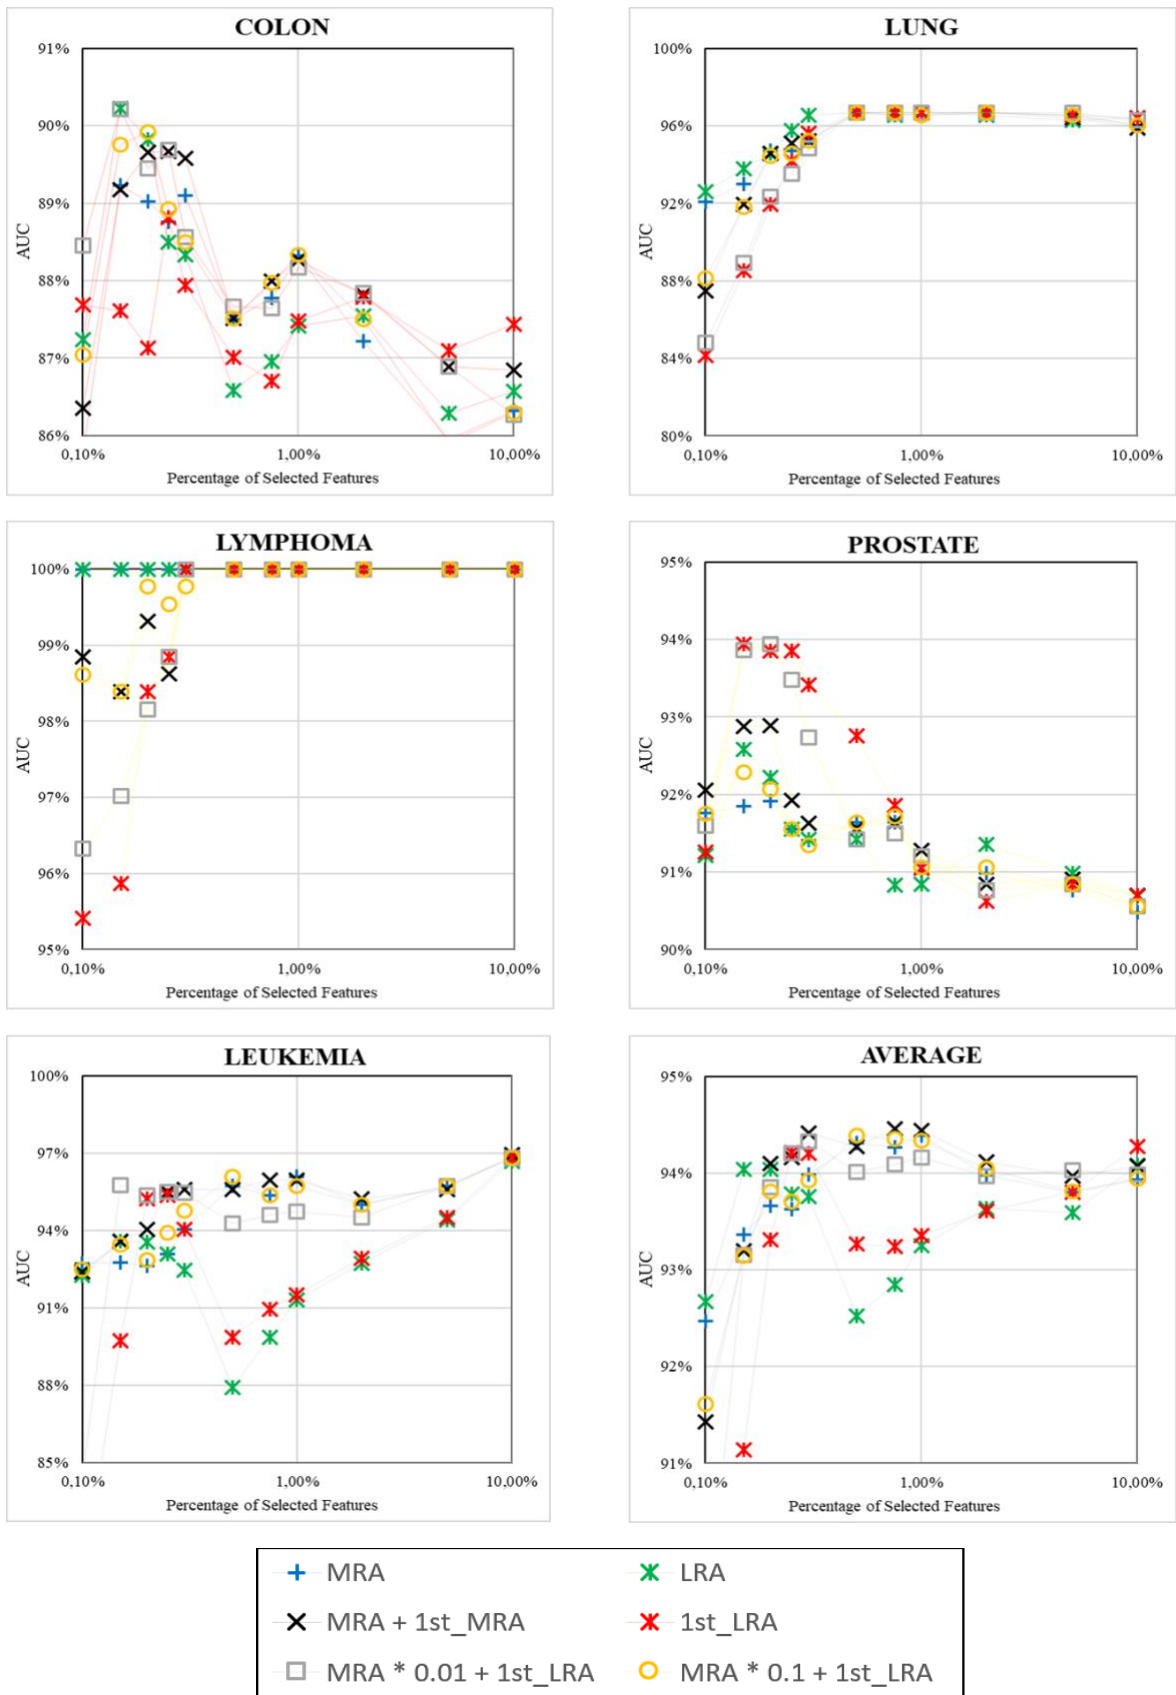 COLON
91%
90%
89%
88%
87%
86%
AUC
0,10%
1,00%
10,00%
Percentage of Selected Features
LUNG
100%
96%
92%
88%
84%
80%
AUC
0,10%
1,00%
10,00%
Percentage of Selected Features
LYMPHOMA
100%
99%
98%
97%
96%
95%
AUC
0,10%
1,00%
10,00%
Percentage of Selected Features
PROSTATE
95%
94%
93%
92%
91%
90%
AUC
0,10%
1,00%
10,00%
Percentage of Selected Features
LEUKEMIA
100%
97%
94%
91%
88%
85%
AUC
0,10%
1,00%
10,00%
Percentage of Selected Features
AVERAGE
95%
94%
93%
92%
91%
AUC
0,10%
1,00%
10,00%
Percentage of Selected Features
MRA
LRA
MRA + 1st_MRA
1st_LRA
MRA * 0.01 + 1st_LRA
MRA * 0.1 + 1st_LRA